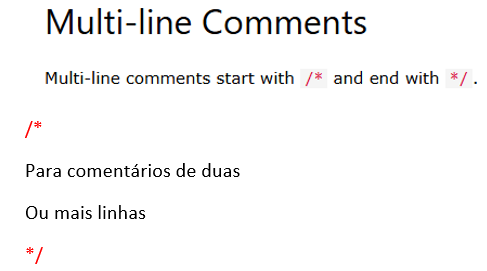 Multi-line Comments
Multi-line comments start with /* and end with */.
/*
Para comentários de duas
Ou mais linhas
*/